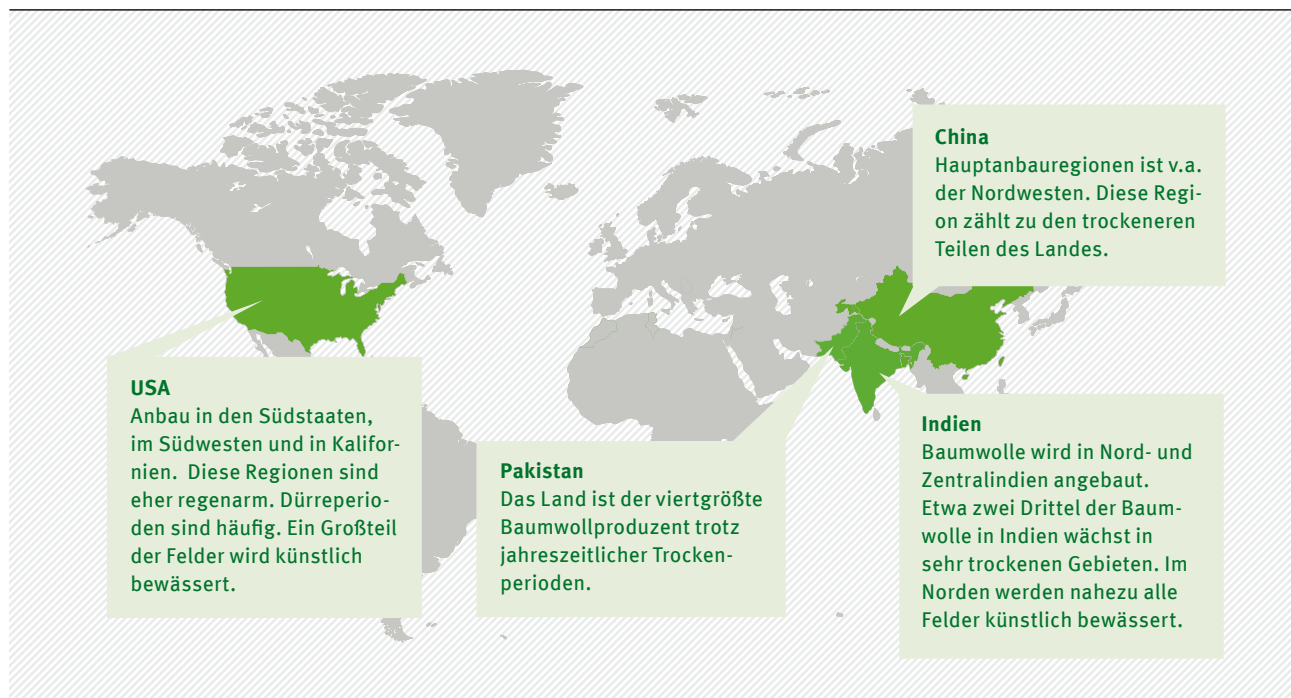 China
Hauptanbauregionen ist v.a.
der Nordwesten. Diese Regi-
on zählt zu den trockeneren
Teilen des Landes.
USA
Anbau in den Südstaaten,
im Südwesten und in Kalifor-
nien. Diese Regionen sind
eher regenarm. Dürreperio-
den sind häufig. Ein Großteil
der Felder wird künstlich
bewässert.
Pakistan
Das Land ist der viertgrößte
Baumwollproduzent trotz
jahreszeitlicher Trocken-
perioden.
Indien
Baumwolle wird in Nord- und
Zentralindien angebaut.
Etwa zwei Drittel der Baum-
wolle in Indien wächst in
sehr trockenen Gebieten. Im
Norden werden nahezu alle
Felder künstlich bewässert.